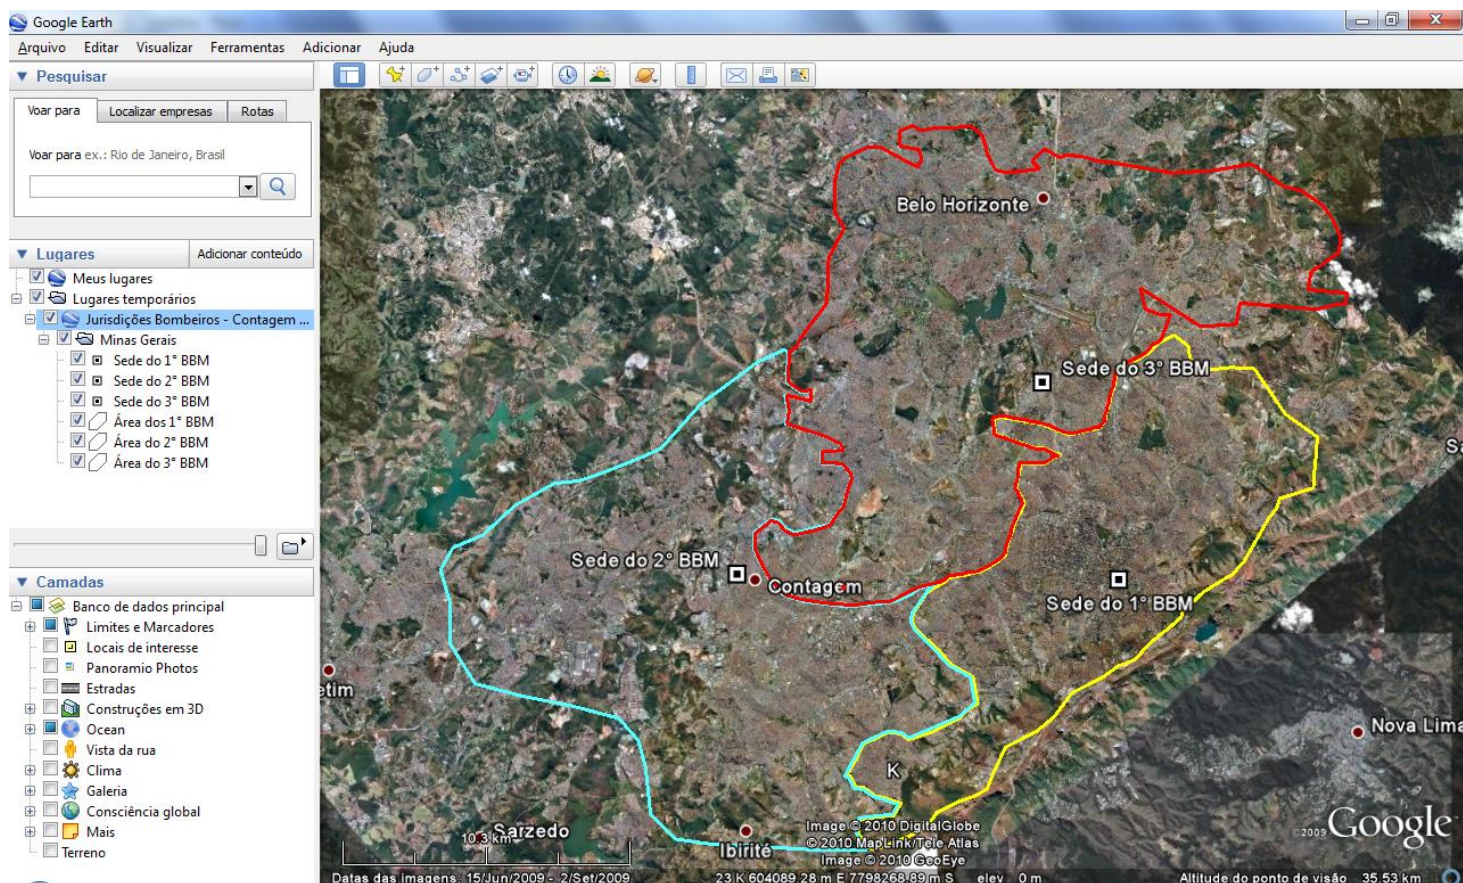 Google Earth
Arquivo Editar Visualizar Ferramentas Adicionar Ajuda
Pesquisar
Voar para Localizar empresas Rotas
Voar para ex.: Rio de Janeiro, Brasil
Lugares Adicionar conteúdo
Meus lugares
Lugares temporários
Jurisdições Bombeiros - Contagem ...
Minas Gerais
Sede do 1° BBM
Sede do 2° BBM
Sede do 3° BBM
Área dos 1° BBM
Área do 2° BBM
Área do 3° BBM
Camadas
Banco de dados principal
Limites e Marcadores
Locais de interesse
Panoramio Photos
Estradas
Construções em 3D
Ocean
Vista da rua
Clima
Galeria
Consciência global
Mais
Terreno
Belo Horizonte
Sede do 3° BBM
Sa
Sede do 2° BBM
Contagem
Sede do 1° BBM
etim
Nova Lima
K
Sarzedo
10.3 km
Ibirité
Image © 2010 DigitalGlobe
© 2010 MapLink/Tele Atlas
Image © 2010 GeoEye
©2009 Google
Datas das imagens: 15/Jun/2009 - 2/Set/2009 23 K 604089.28 m E 7798268.89 m S elev 0 m Altitude do ponto de visão 35.53 km